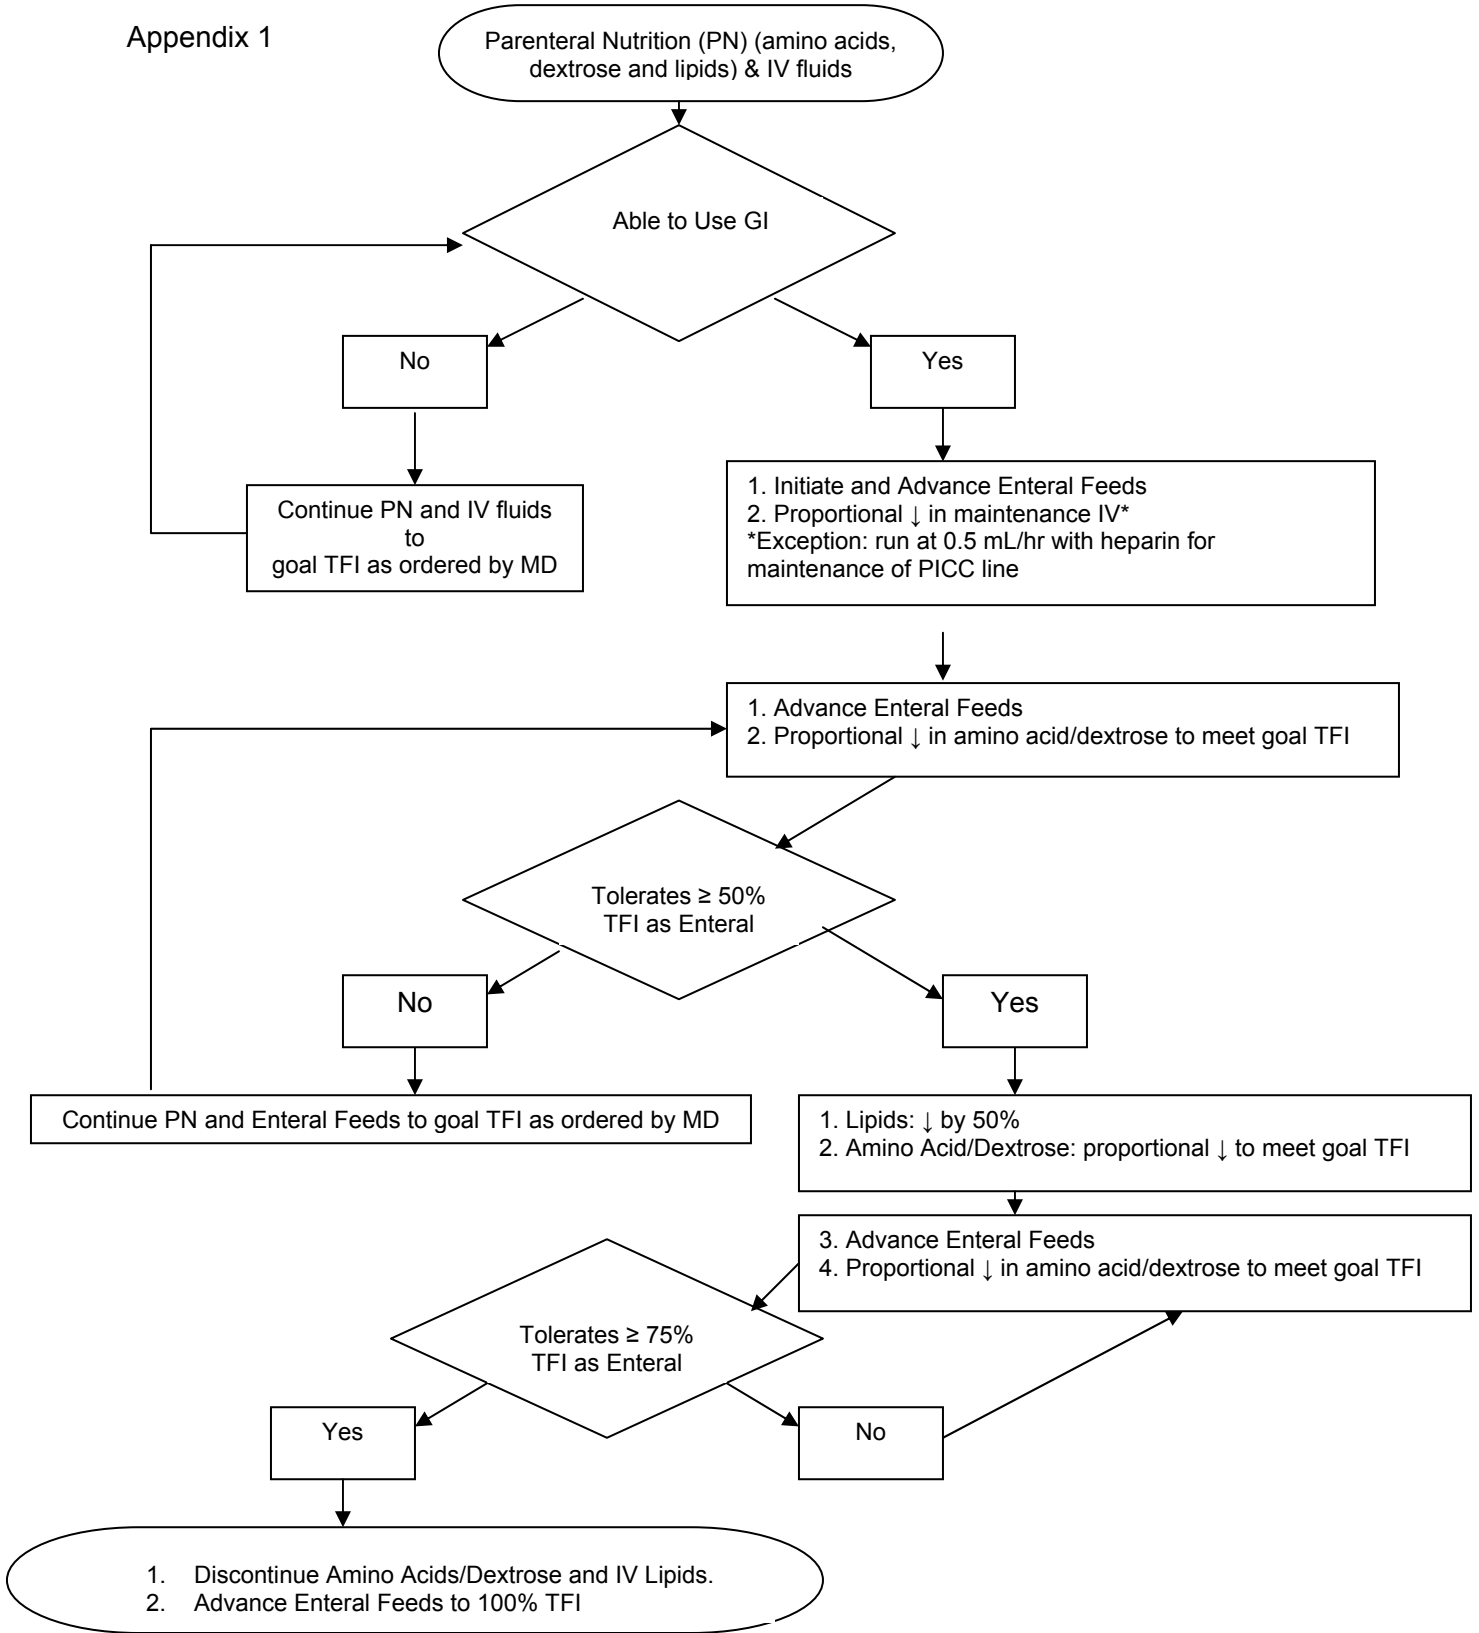 Appendix 1
Parenteral Nutrition (PN) (amino acids,
dextrose and lipids) & IV fluids
Able to Use GI
No
Yes
Continue PN and IV fluids
to
goal TFI as ordered by MD
1. Initiate and Advance Enteral Feeds
2. Proportional ↓ in maintenance IV*
*Exception: run at 0.5 mL/hr with heparin for
maintenance of PICC line
1. Advance Enteral Feeds
2. Proportional ↓ in amino acid/dextrose to meet goal TFI
Tolerates ≥ 50%
TFI as Enteral
No
Yes
Continue PN and Enteral Feeds to goal TFI as ordered by MD
1. Lipids: ↓ by 50%
2. Amino Acid/Dextrose: proportional ↓ to meet goal TFI
3. Advance Enteral Feeds
4. Proportional ↓ in amino acid/dextrose to meet goal TFI
Tolerates ≥ 75%
TFI as Enteral
Yes
No
1. Discontinue Amino Acids/Dextrose and IV Lipids.
2. Advance Enteral Feeds to 100% TFI